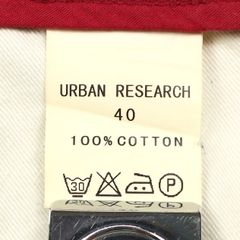 URBAN RESEARCH
40
100% COTTON
30 P